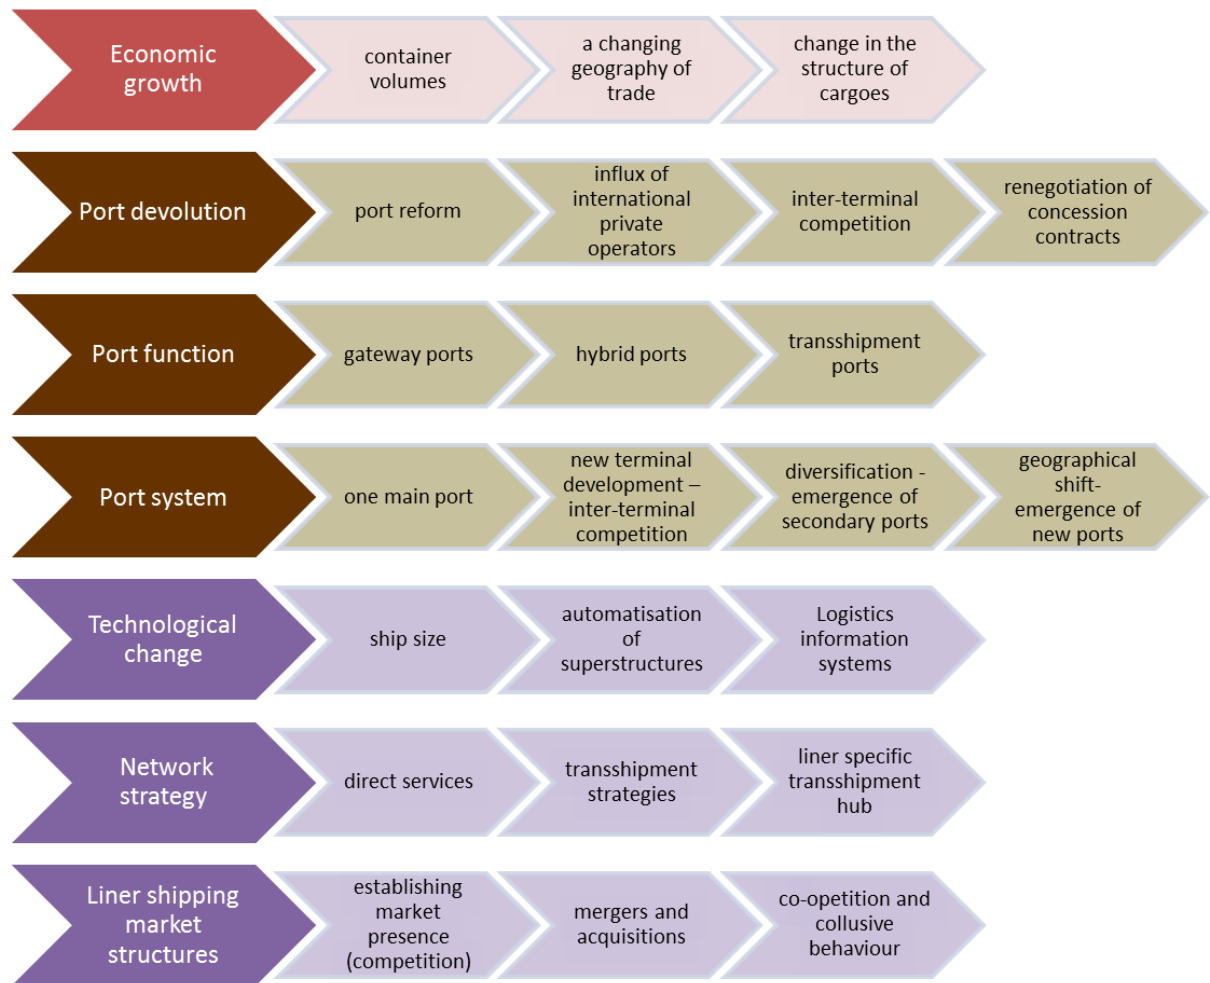 Economic
growth
container
volumes
a changing
geography of
trade
change in the
structure of
cargoes
Port devolution
port reform
influx of
international
private
operators
inter-terminal
competition
renegotiation of
concession
contracts
Port function
gateway ports
hybrid ports
transshipment
ports
Port system
one main port
new terminal
development –
inter-terminal
competition
diversification -
emergence of
secondary ports
geographical
shift-
emergence of
new ports
Technological
change
ship size
automatisation
of
superstructures
Logistics
information
systems
Network
strategy
direct services
transshipment
strategies
liner specific
transshipment
hub
Liner shipping
market
structures
establishing
market
presence
(competition)
mergers and
acquisitions
co-opetition and
collusive
behaviour